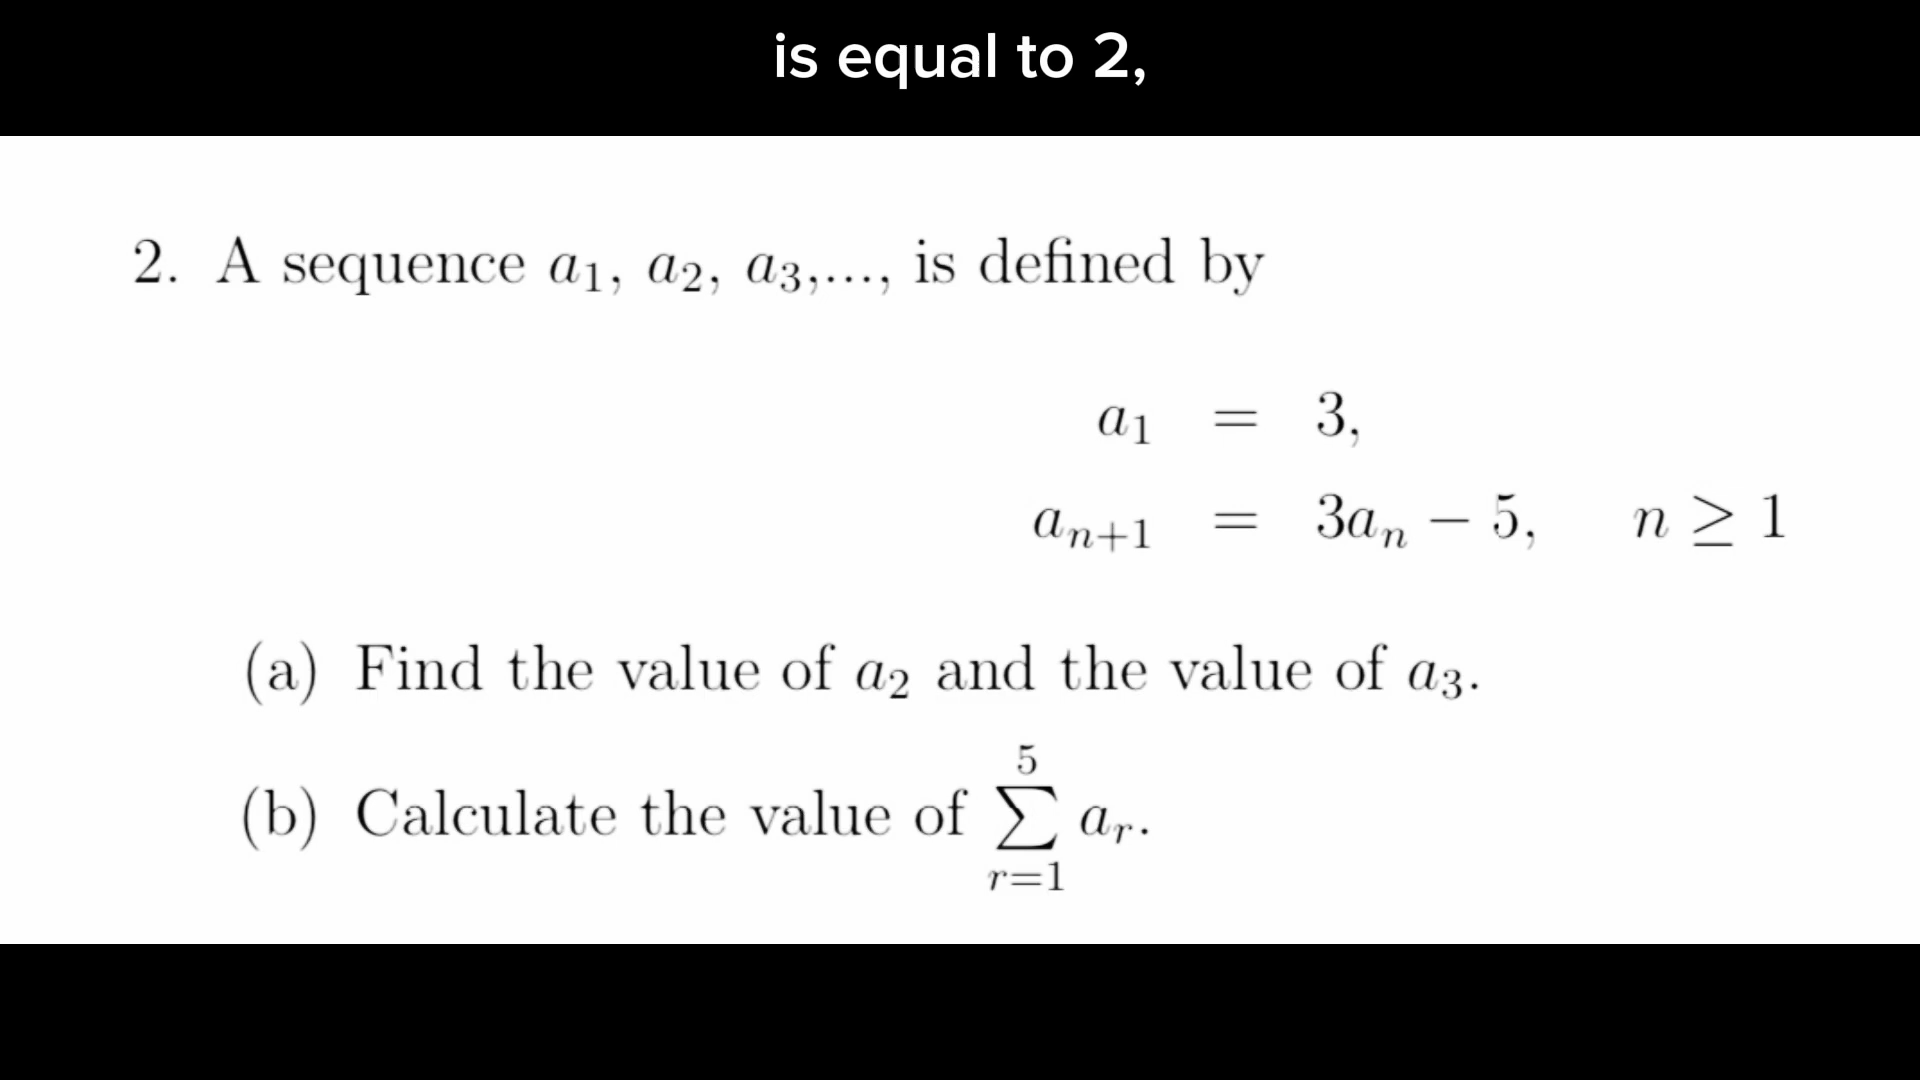 is equal to 2,
2. A sequence a₁, a₂, a₃,..., is defined by
a₁ = 3,
aₙ₊₁ = 3aₙ − 5, n ≥ 1
(a) Find the value of a₂ and the value of a₃.
(b) Calculate the value of ∑_{r=1}^{5} aᵣ.